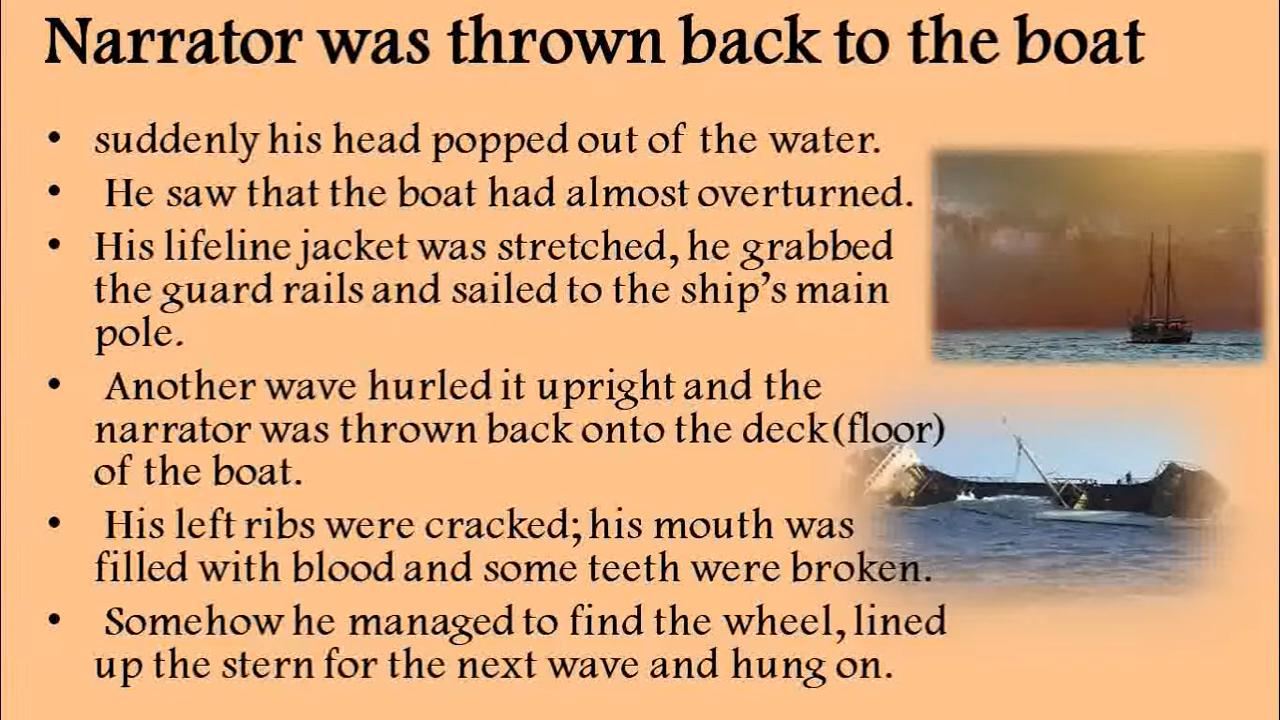 Narrator was thrown back to the boat
• suddenly his head popped out of the water.
• He saw that the boat had almost overturned.
• His lifeline jacket was stretched, he grabbed
the guard rails and sailed to the ship's main
pole.
• Another wave hurled it upright and the
narrator was thrown back onto the deck(floor)
of the boat.
• His left ribs were cracked; his mouth was
filled with blood and some teeth were broken.
• Somehow he managed to find the wheel, lined
up the stern for the next wave and hung on.